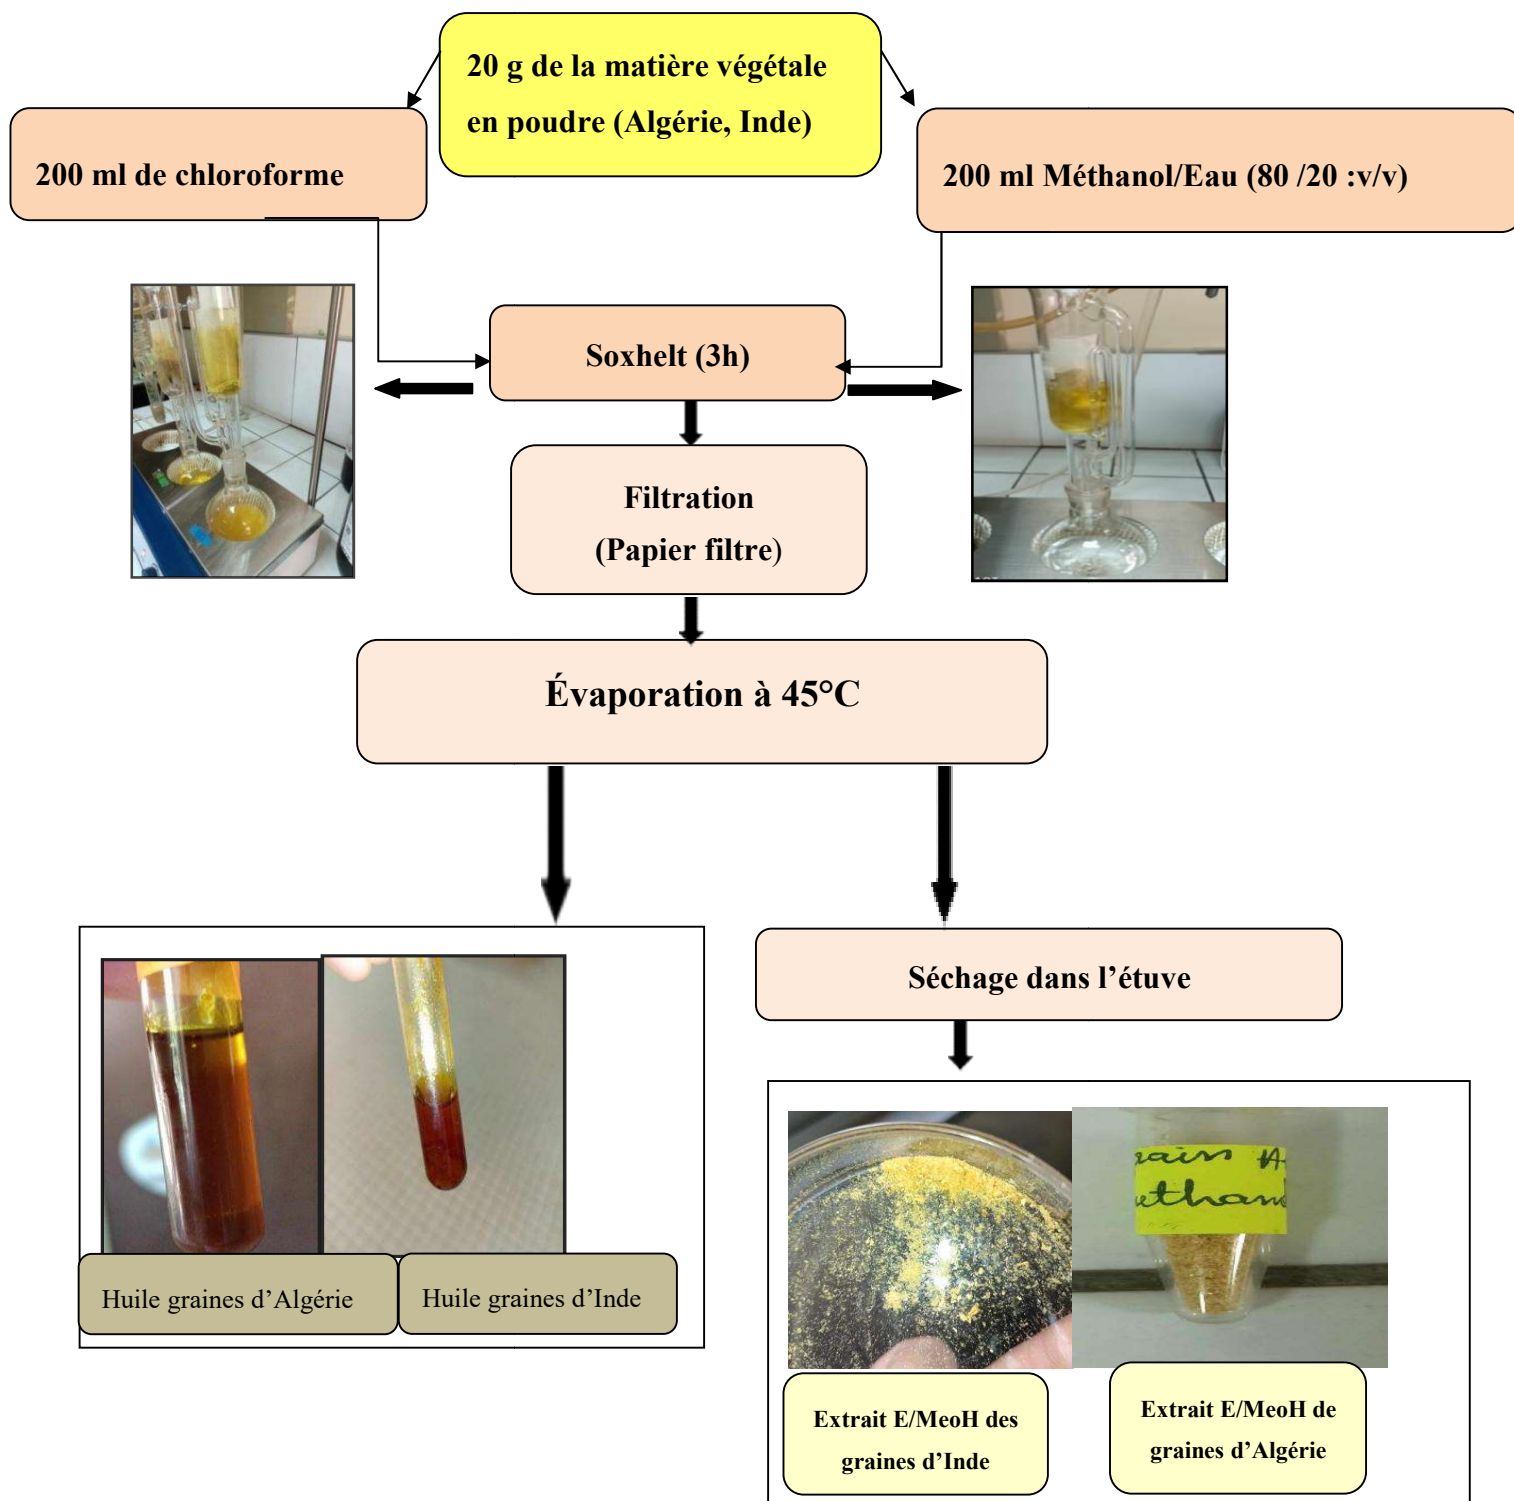 20 g de la matière végétale
en poudre (Algérie, Inde)
200 ml de chloroforme
200 ml Méthanol/Eau (80 /20 :v/v)
Soxhelt (3h)
Filtration
(Papier filtre)
Évaporation à 45°C
Séchage dans l’étuve
Huile graines d’Algérie
Huile graines d’Inde
Extrait E/MeoH des
graines d’Inde
Extrait E/MeoH de
graines d’Algérie